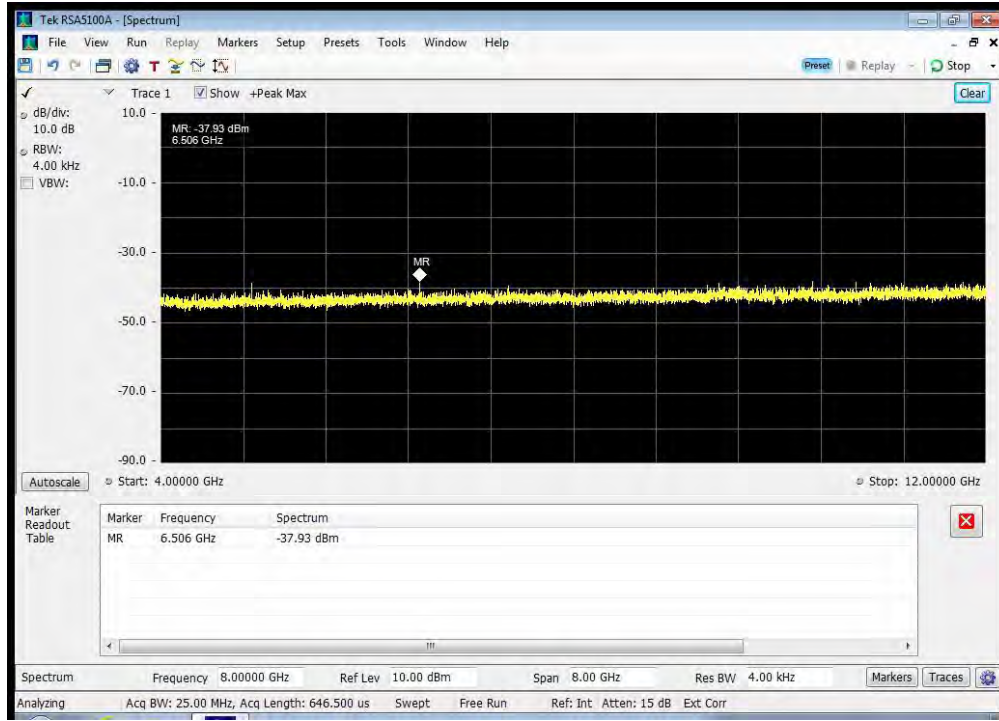 Tek RSA5100A - [Spectrum]
File View Run Replay Markers Setup Presets Tools Window Help
T
Preset Replay Stop
Trace 1 Show +Peak Max Clear
dB/div: 10.0 dB
RBW: 4.00 kHz
VBW:
10.0 -
-10.0 -
-30.0 -
-50.0 -
-70.0 -
-90.0 -
MR: -37.93 dBm
6.506 GHz
MR
Autoscale Start: 4.00000 GHz Stop: 12.00000 GHz
Marker Readout Table
Marker Frequency Spectrum
MR 6.506 GHz -37.93 dBm
Spectrum Frequency 8.00000 GHz Ref Lev 10.00 dBm Span 8.00 GHz Res BW 4.00 kHz Markers Traces
Analyzing Acq BW: 25.00 MHz, Acq Length: 646.500 us Swept Free Run Ref: Int Atten: 15 dB Ext Corr